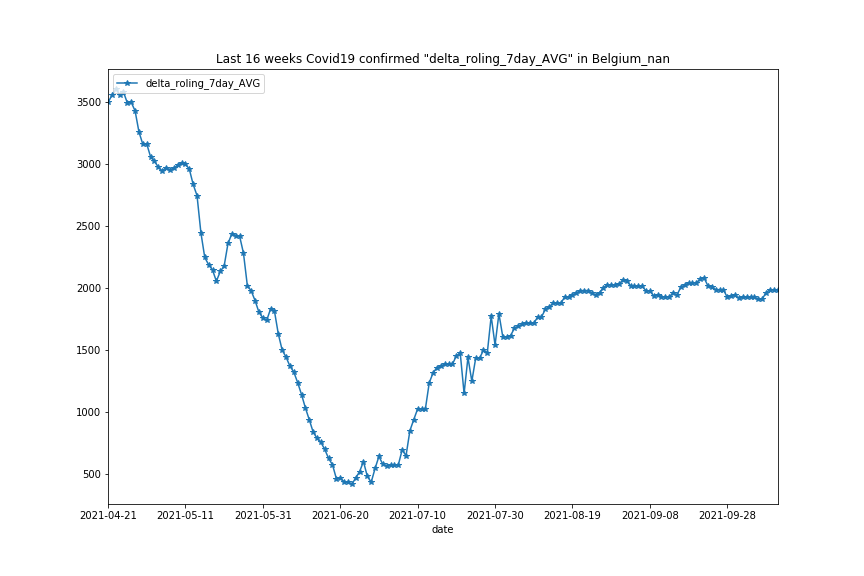 Last 16 weeks Covid19 confirmed "delta_roling_7day_AVG" in Belgium_nan
delta_roling_7day_AVG
3500
3000
2500
2000
1500
1000
500
2021-04-21 2021-05-11 2021-05-31 2021-06-20 2021-07-10 2021-07-30 2021-08-19 2021-09-08 2021-09-28
date